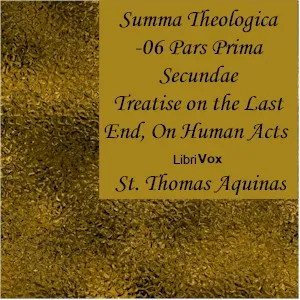 Summa Theologica
-06 Pars Prima
Secundae
Treatise on the Last
End, On Human Acts
LibriVox
St. Thomas Aquinas